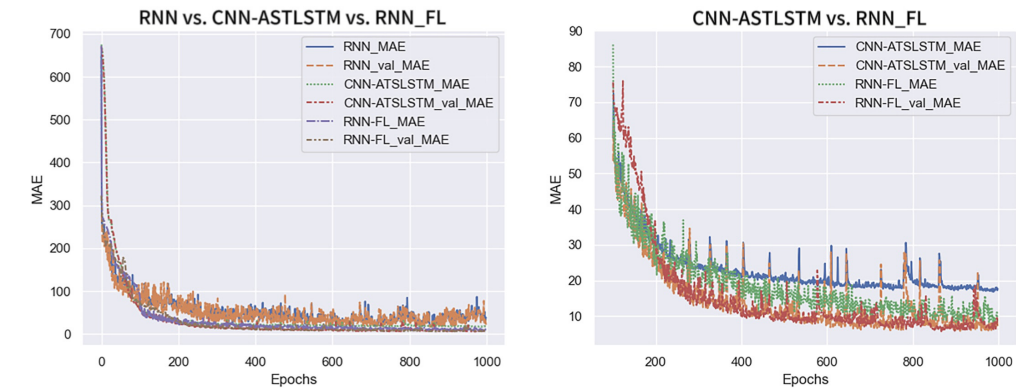 RNN vs. CNN-ASTLSTM vs. RNN_FL
700
600
500
400
300
200
100
0
MAE
RNN_MAE
RNN_val_MAE
CNN-ATSLSTM_MAE
CNN-ATSLSTM_val_MAE
RNN-FL_MAE
RNN-FL_val_MAE
0 200 400 600 800 1000
Epochs
CNN-ASTLSTM vs. RNN_FL
90
80
70
60
50
40
30
20
10
MAE
CNN-ATSLSTM_MAE
CNN-ATSLSTM_val_MAE
RNN-FL_MAE
RNN-FL_val_MAE
200 400 600 800 1000
Epochs